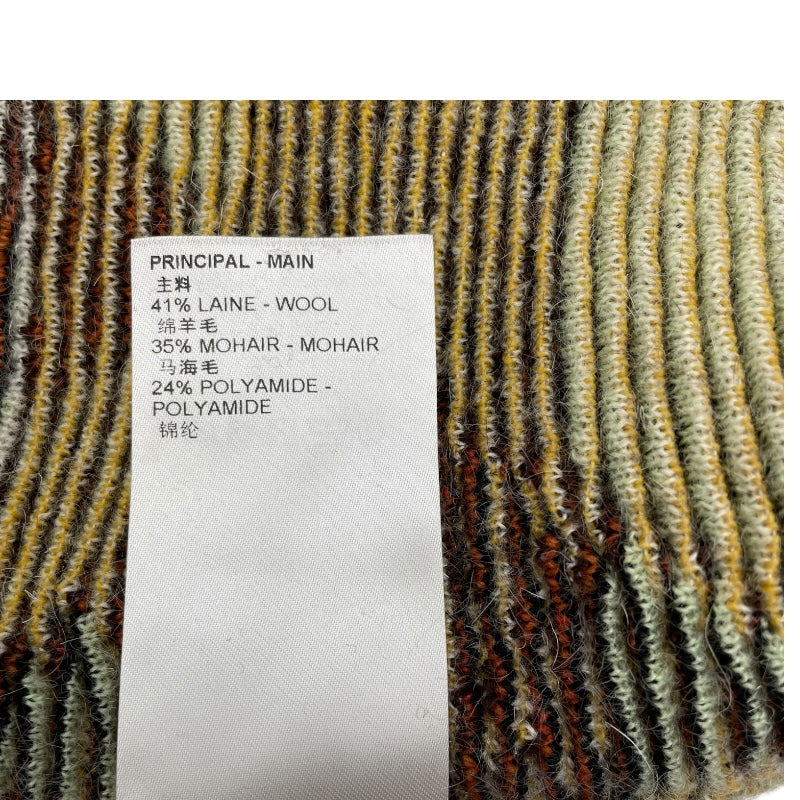 PRINCIPAL - MAIN
主料
41% LAINE - WOOL
绵羊毛
35% MOHAIR - MOHAIR
马海毛
24% POLYAMIDE -
POLYAMIDE
锦纶